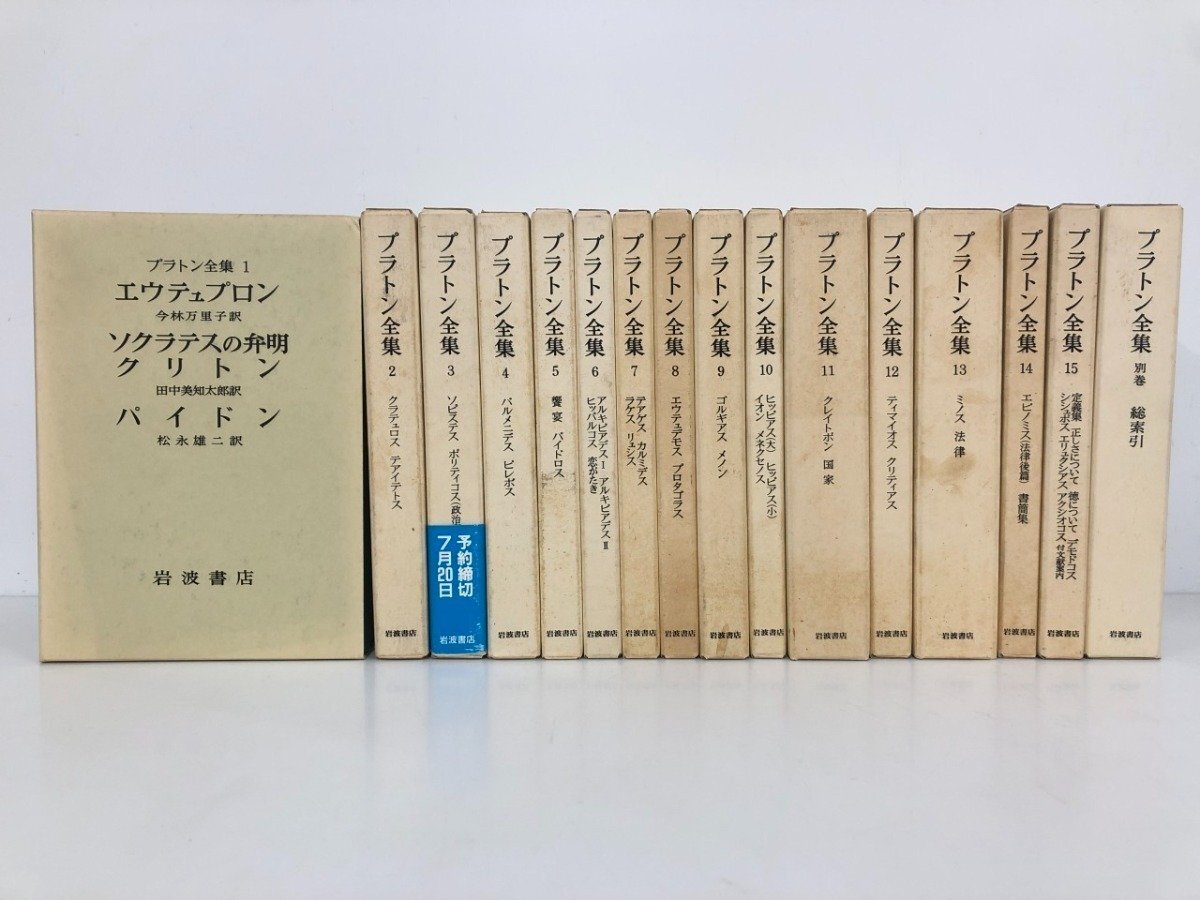 プラトン全集 1
エウテュプロン
今林万里子訳
ソクラテスの弁明
クリトン
田中美知太郎訳
パイドン
松永雄二訳
岩波書店
プラトン全集
2
クラテュロス テアイテトス
岩波書店
プラトン全集
3
ソピステス ポリティコス(政治
予約締切
7月20日
岩波書店
プラトン全集
4
パルメニデス ピレボス
岩波書店
プラトン全集
5
饗宴 パイドロス
岩波書店
プラトン全集
6
アルキビアデスI アルキビアデスII
ヒッパルコス 恋がたき
岩波書店
プラトン全集
7
テアゲス カルミデス
ラケス リュシス
岩波書店
プラトン全集
8
エウテュデモス プロタゴラス
岩波書店
プラトン全集
9
ゴルギアス メノン
岩波書店
プラトン全集
10
ヒッピアス(大) ヒッピアス(小)
イオン メネクセノス
岩波書店
プラトン全集
11
クレイトポン 国家
岩波書店
プラトン全集
12
ティマイオス クリティアス
岩波書店
プラトン全集
13
ミノス 法律
岩波書店
プラトン全集
14
エピノミス(法律後篇) 書簡集
岩波書店
プラトン全集
15
定義集 正しさについて 徳について デモドコス
シシュポス エリュクシアス アクシオコス 付文献案内
岩波書店
プラトン全集
別巻
総索引
岩波書店